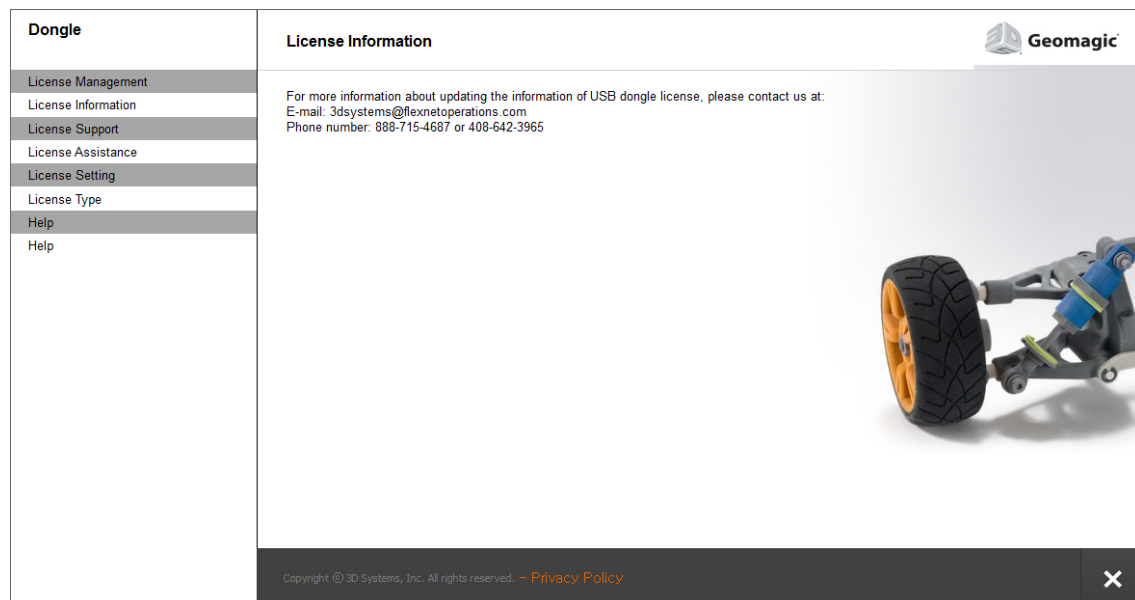 Dongle
License Management
License Information
License Support
License Assistance
License Setting
License Type
Help
Help
License Information
3D Geomagic
For more information about updating the information of USB dongle license, please contact us at:
E-mail: 3dsystems@flexnetoperations.com
Phone number: 888-715-4687 or 408-642-3965
Copyright © 3D Systems, Inc. All rights reserved. – Privacy Policy